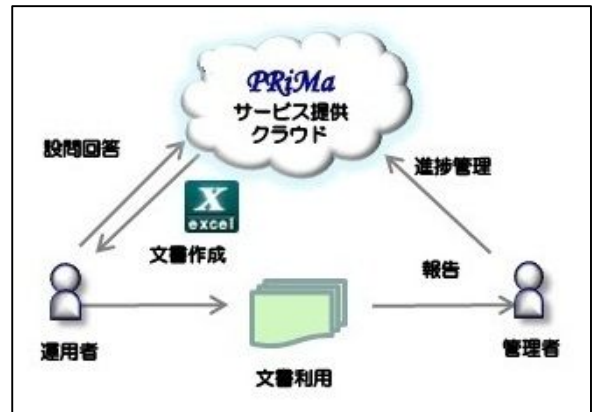 PRiMa
サービス提供
クラウド
設問回答
進捗管理
X
excel
文書作成
報告
運用者
管理者
文書利用